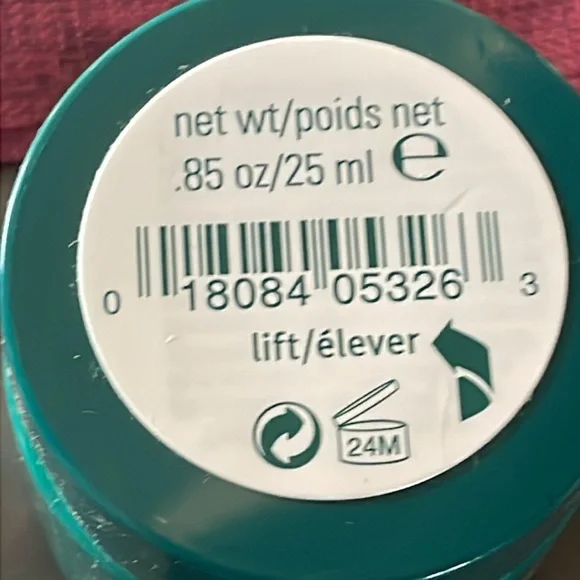 net wt/poids net
.85 oz/25 ml e
0 18084 05326 3
lift/élever
24M